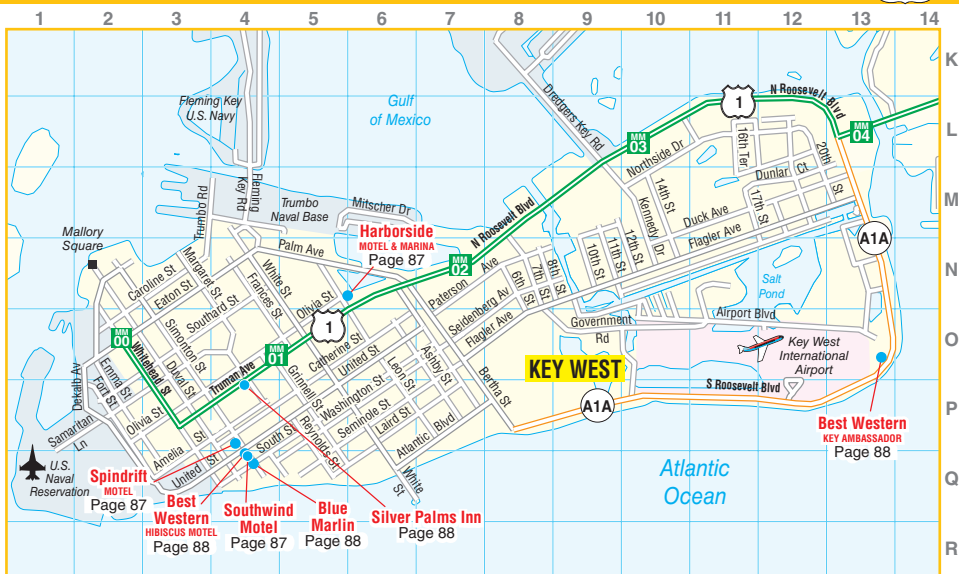 1 2 3 4 5 6 7 8 9 10 11 12 13 14
K
L
M
N
O
P
Q
R
Fleming Key
U.S. Navy
Gulf
of Mexico
Dredgers Key Rd
1
N Roosevelt Blvd
MM
04
MM
03
Northside Dr
16th Ter.
20th
St
Dunlar Ct
14th St
17th St
Kennedy Dr
Duck Ave
Flagler Ave
A1A
Trumbo Rd
Fleming
Key Rd
Trumbo
Naval Base
Mitscher Dr
Harborside
MOTEL & MARINA
Page 87
N Roosevelt Blvd
Mallory
Square
Palm Ave
MM
02
10th St
11th St
12th St
Caroline St
Eaton St
Margaret St
Southard St
Frances St
White St
Olivia St
Paterson Ave
Seidenberg Av
6th St
7th St
8th St
Flagler Ave
Salt
Pond
Airport Blvd
Government
Rd
MM
00
Whitehead St
Simonton St
Duval St
Truman Ave
MM
01
1
Catherine St
United St
Ashby St
Leon St
Bertha St
KEY WEST
Key West
International
Airport
Dekalb Av
Emma St
Fort St
Grinnell St
Washington St
Seminole St
Laird St
S Roosevelt Blvd
A1A
Samaritan
Ln
Olivia St
Amelia St
United St
South St
Reynolds St
Atlantic Blvd
White
St
Best Western
KEY AMBASSADOR
Page 88
U.S.
Naval
Reservation
Spindrift
MOTEL
Page 87
Best
Western
HIBISCUS MOTEL
Page 88
Southwind
Motel
Page 87
Blue
Marlin
Page 88
Silver Palms Inn
Page 88
Atlantic
Ocean